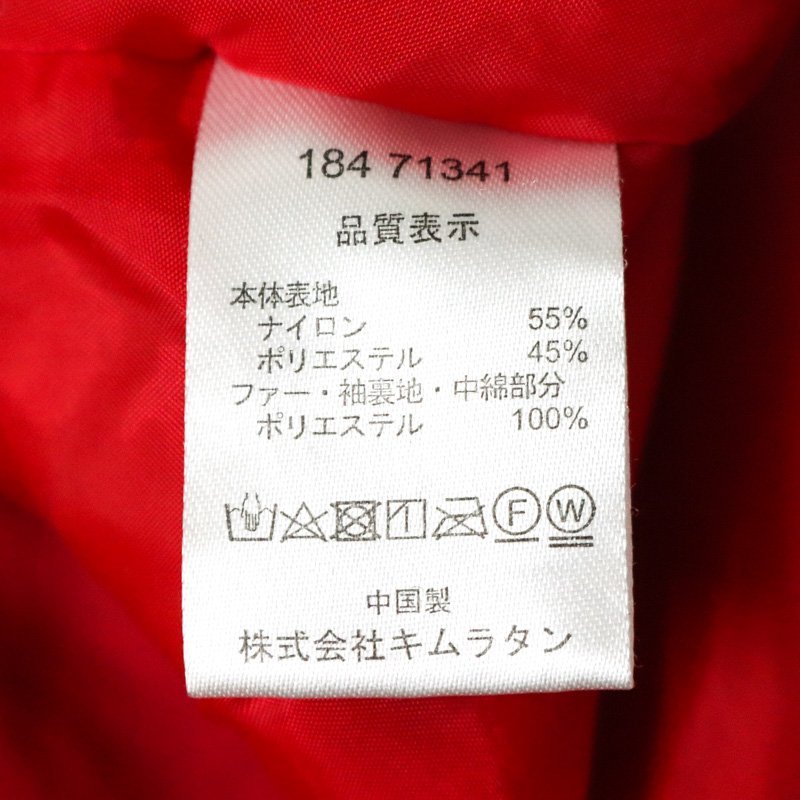 184 71341
品質表示
本体表地
ナイロン 55%
ポリエステル 45%
ファー・袖裏地・中綿部分
ポリエステル 100%
F W
中国製
株式会社キムラタン